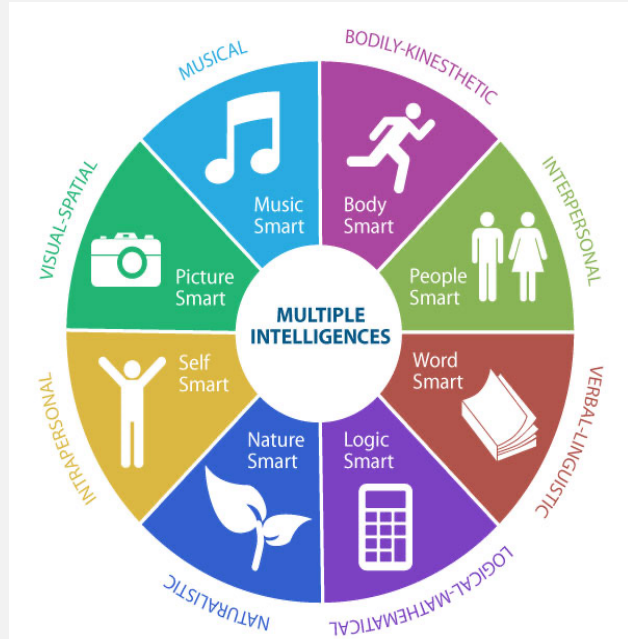 MULTIPLE
INTELLIGENCES
MUSICAL
Music
Smart
BODILY-KINESTHETIC
Body
Smart
INTERPERSONAL
People
Smart
VERBAL-LINGUISTIC
Word
Smart
LOGICAL-MATHEMATICAL
Logic
Smart
NATURALISTIC
Nature
Smart
INTRAPERSONAL
Self
Smart
VISUAL-SPATIAL
Picture
Smart